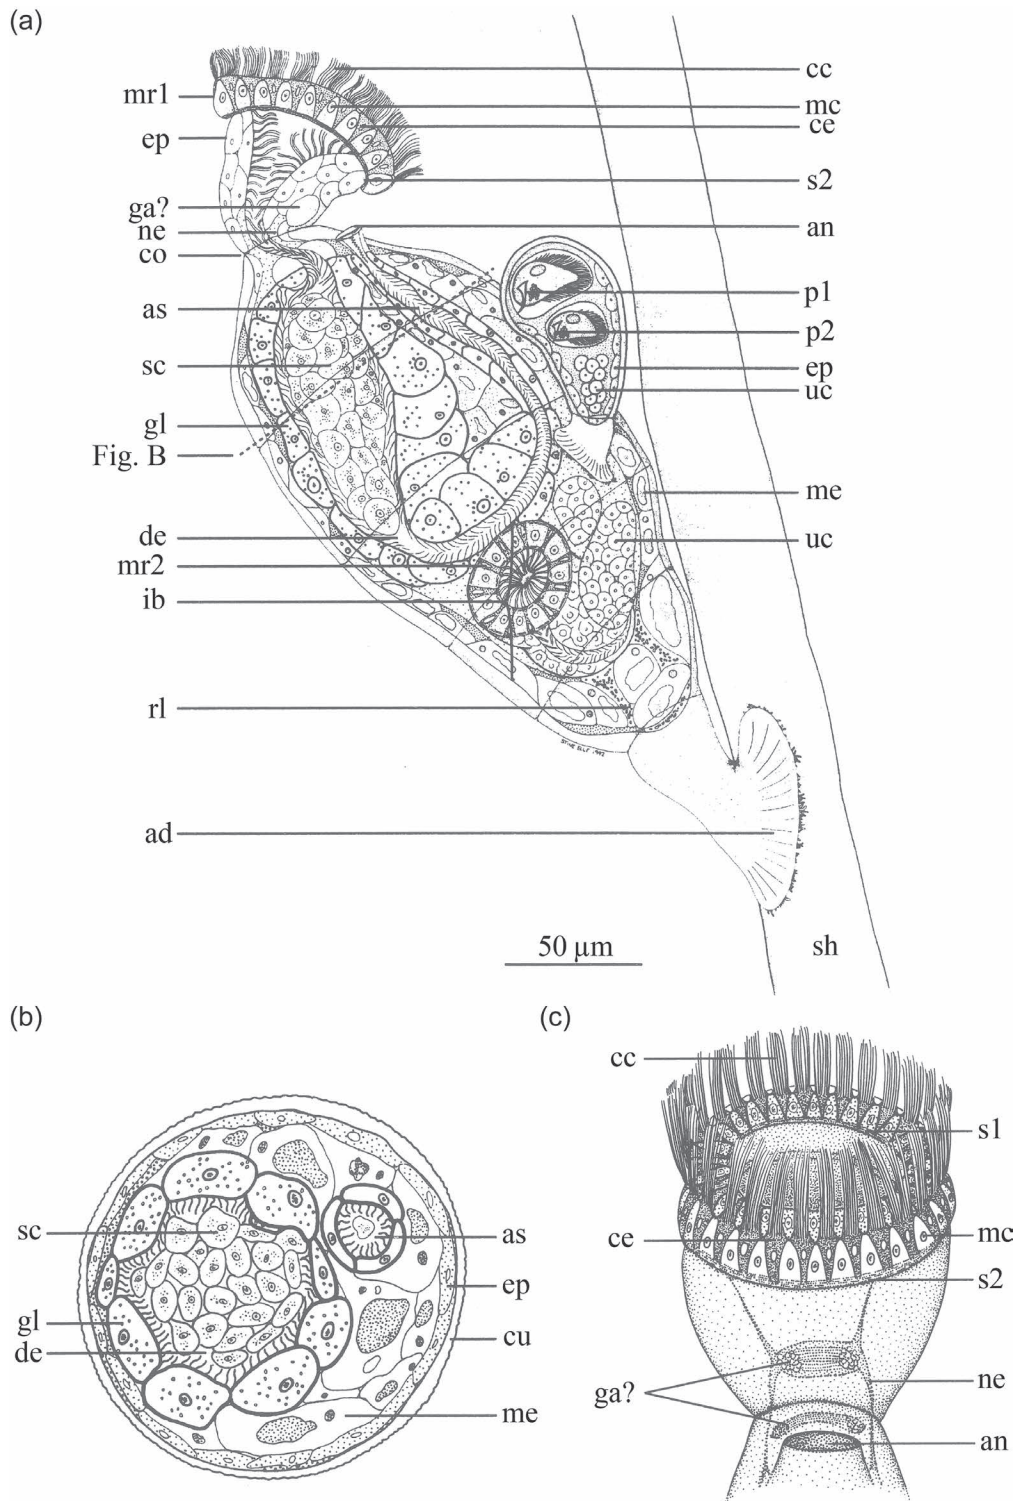 (a)
cc
mr1
mc
ce
ep
s2
ga?
an
ne
co
p1
as
p2
sc
ep
uc
gl
Fig. B
me
de
uc
mr2
ib
rl
ad
50 µm
sh
(b)
sc
as
ep
gl
cu
de
me
(c)
cc
s1
ce
mc
s2
ga?
ne
an